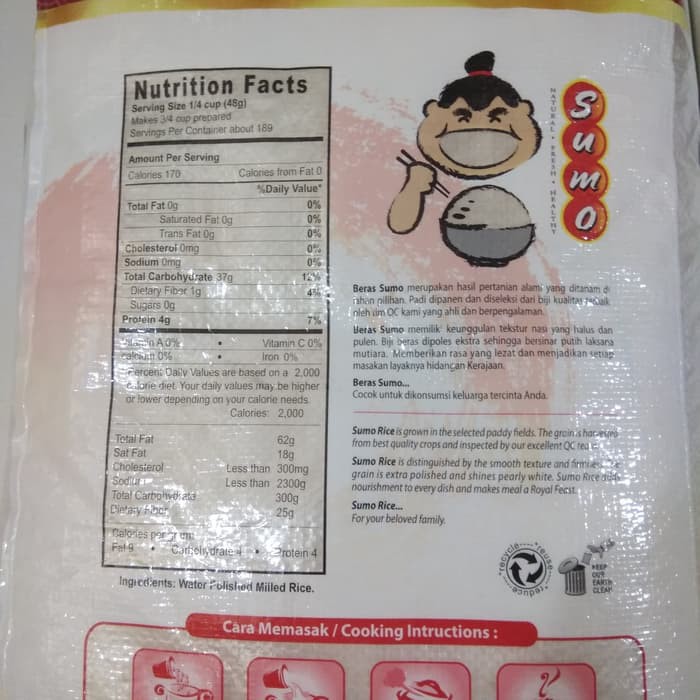 Nutrition Facts
Serving Size 1/4 cup (48g)
Makes 3/4 cup prepared
Servings Per Container about 189
Amount Per Serving
Calories 170 Calories from Fat 0
%Daily Value*
Total Fat 0g 0%
Saturated Fat 0g 0%
Trans Fat 0g 0%
Cholesterol 0mg 0%
Sodium 0mg 0%
Total Carbohydrate 37g 12%
Dietary Fiber 1g 4%
Sugars 0g
Protein 4g 7%
Vitamin A 0% • Vitamin C 0%
calcium 0% • Iron 0%
Percent Daily Values are based on a 2,000
calorie diet. Your daily values may be higher
or lower depending on your calorie needs.
Calories: 2,000
Total Fat 62g
Sat Fat 18g
Cholesterol Less than 300mg
Sodium Less than 2300g
Total Carbohydrate 300g
Dietary Fiber 25g
Calories per gram
Fat 9 • Carbohydrate 4 • Protein 4
Ingredients: Water Polished Milled Rice.
NATURAL • FRESH • HEALTHY
Sumo
Beras Sumo merupakan hasil pertanian alami yang ditanam di
lahan pilihan. Padi dipanen dan diseleksi dari biji kualitas terbaik
oleh tim QC kami yang ahli dan berpengalaman.
Beras Sumo memilik keunggulan tekstur nasi yang halus dan
pulen. Biji beras dipoles ekstra sehingga bersinar putih laksana
mutiara. Memberikan rasa yang lezat dan menjadikan setiap
masakan layaknya hidangan Kerajaan.
Beras Sumo...
Cocok untuk dikonsumsi keluarga tercinta Anda.
Sumo Rice is grown in the selected paddy fields. The grain is harvested
from best quality crops and inspected by our excellent QC team.
Sumo Rice is distinguished by the smooth texture and firmness.
grain is extra polished and shines pearly white. Sumo Rice adds
nourishment to every dish and makes meal a Royal Feast.
Sumo Rice...
For your beloved family.
recycle reuse reduce
KEEP
OUR
EARTH
CLEAN
Cara Memasak / Cooking Intructions :